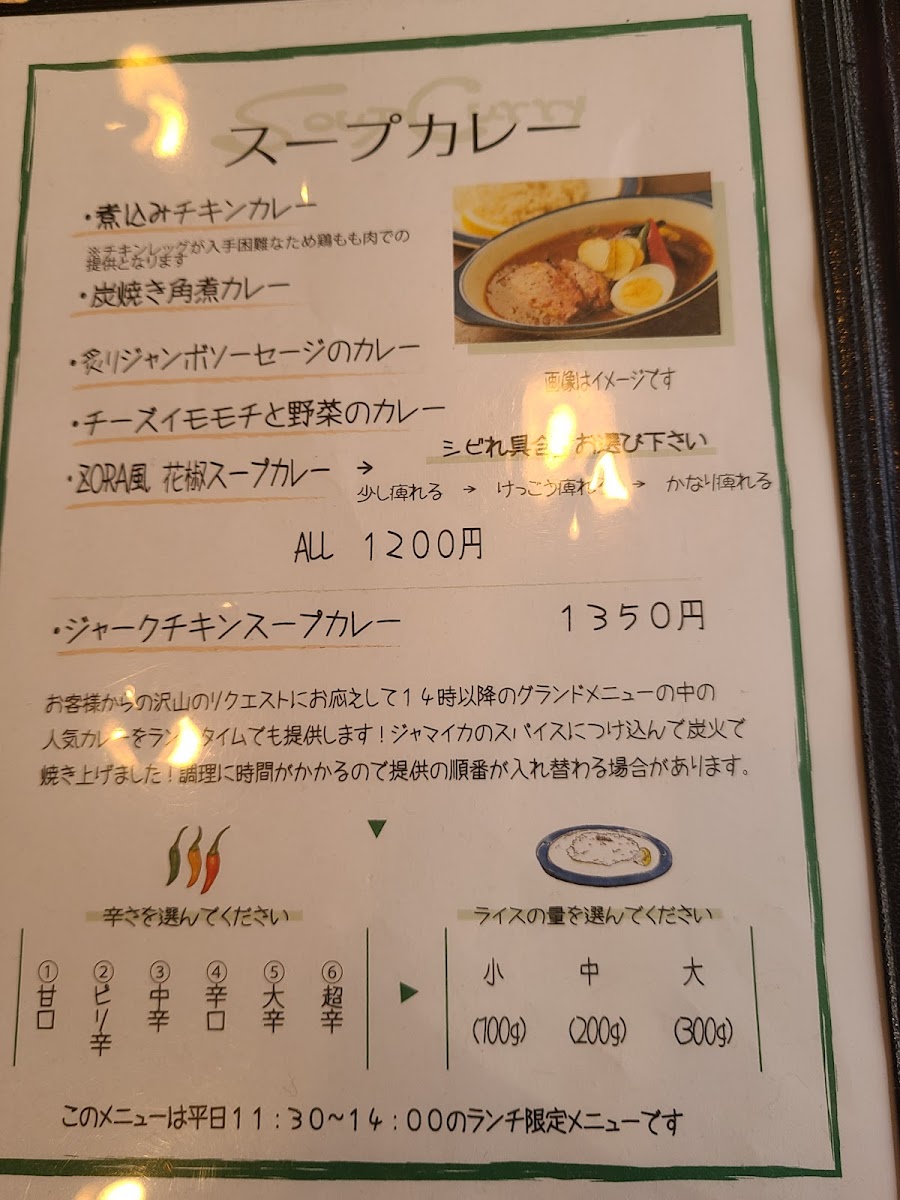 Soup Curry
スープカレー
・煮込みチキンカレー
※チキンレッグが入手困難なため鶏もも肉での
提供となります
・炭焼き角煮カレー
・炙りジャンボソーセージのカレー
画像はイメージです
・チーズイモモチと野菜のカレー
シビれ具合 お選び下さい
・ZORA風 花椒スープカレー →
少し痺れる → けっこう痺れる → かなり痺れる
ALL 1200円
・ジャークチキンスープカレー 1350円
お客様からの沢山のリクエストにお応えして14時以降のグランドメニューの中の
人気カレーをランチタイムでも提供します!ジャマイカのスパイスにつけ込んで炭火で
焼き上げました!調理に時間がかかるので提供の順番が入れ替わる場合があります。
辛さを選んでください
①甘口
②ピリ辛
③中辛
④辛口
⑤大辛
⑥超辛
ライスの量を選んでください
小 中 大
(100g) (200g) (300g)
このメニューは平日11:30~14:00のランチ限定メニューです